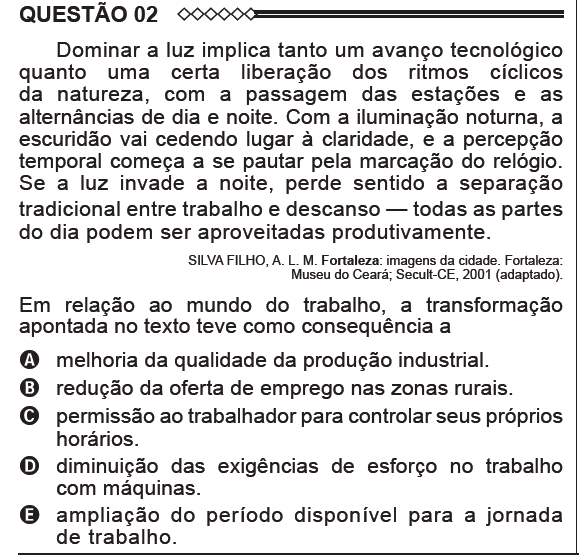 QUESTÃO 02
Dominar a luz implica tanto um avanço tecnológico
quanto uma certa liberação dos ritmos cíclicos
da natureza, com a passagem das estações e as
alternâncias de dia e noite. Com a iluminação noturna, a
escuridão vai cedendo lugar à claridade, e a percepção
temporal começa a se pautar pela marcação do relógio.
Se a luz invade a noite, perde sentido a separação
tradicional entre trabalho e descanso — todas as partes
do dia podem ser aproveitadas produtivamente.
SILVA FILHO, A. L. M. Fortaleza: imagens da cidade. Fortaleza:
Museu do Ceará; Secult-CE, 2001 (adaptado).
Em relação ao mundo do trabalho, a transformação
apontada no texto teve como consequência a
A melhoria da qualidade da produção industrial.
B redução da oferta de emprego nas zonas rurais.
C permissão ao trabalhador para controlar seus próprios
horários.
D diminuição das exigências de esforço no trabalho
com máquinas.
E ampliação do período disponível para a jornada
de trabalho.